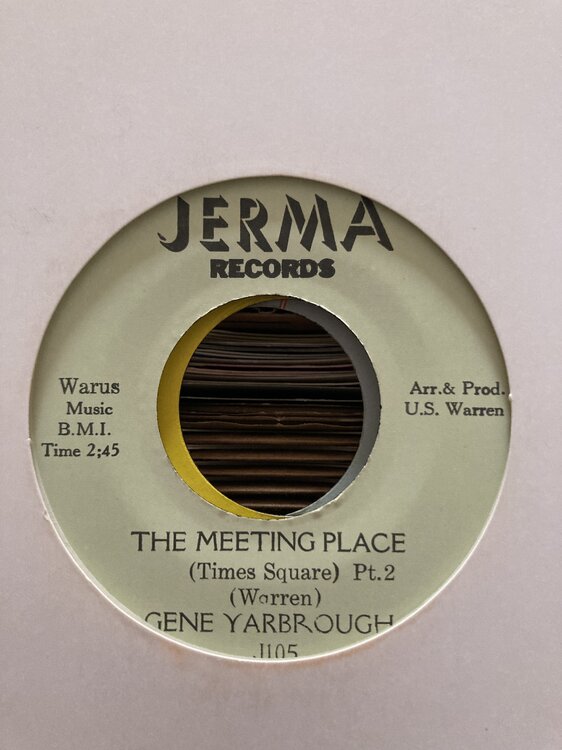 JERMA
RECORDS
Warus
Music
B.M.I.
Time 2;45
Arr.& Prod.
U.S. Warren
THE MEETING PLACE
(Times Square) Pt.2
(Warren)
GENE YARBROUGH
J105